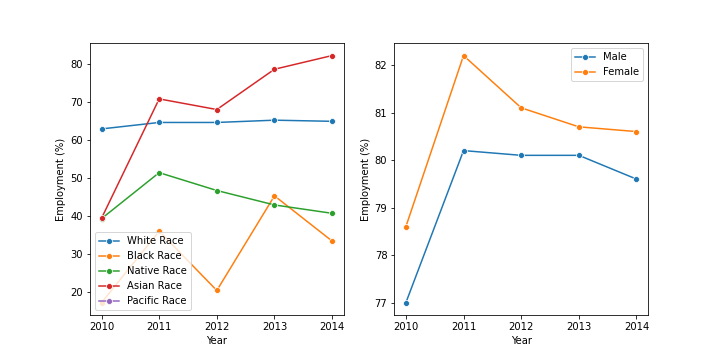 80
70
60
50
40
30
20
Employment (%)
White Race
Black Race
Native Race
Asian Race
Pacific Race
2010 2011 2012 2013 2014
Year
82
81
80
79
78
77
Employment (%)
Male
Female
2010 2011 2012 2013 2014
Year